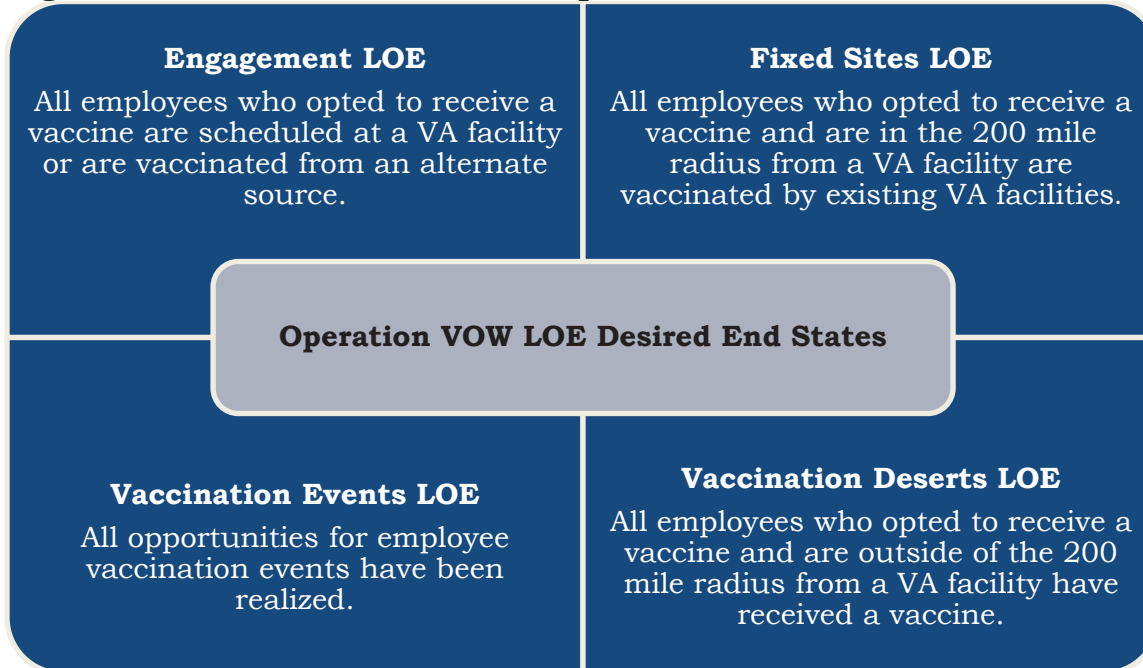 Engagement LOE
All employees who opted to receive a
vaccine are scheduled at a VA facility
or are vaccinated from an alternate
source.
Fixed Sites LOE
All employees who opted to receive a
vaccine and are in the 200 mile
radius from a VA facility are
vaccinated by existing VA facilities.
Operation VOW LOE Desired End States
Vaccination Events LOE
All opportunities for employee
vaccination events have been
realized.
Vaccination Deserts LOE
All employees who opted to receive a
vaccine and are outside of the 200
mile radius from a VA facility have
received a vaccine.